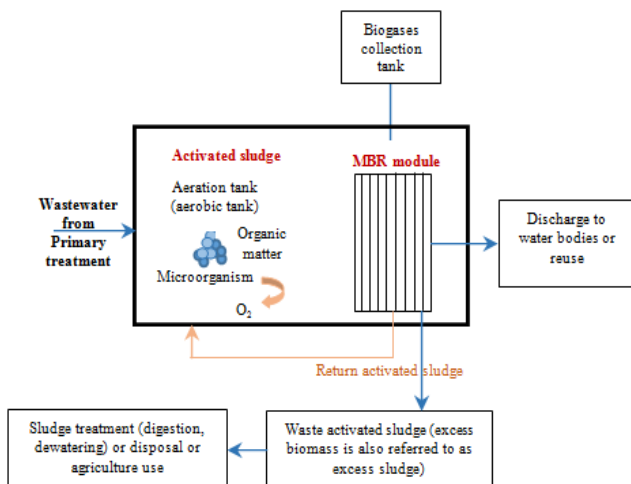 Biogases
collection
tank
Activated sludge
MBR module
Aeration tank
(aerobic tank)
Wastewater
from
Primary
treatment
Organic
matter
Microorganism
O₂
Discharge to
water bodies or
reuse
Return activated sludge
Sludge treatment (digestion,
dewatering) or disposal or
agriculture use
Waste activated sludge (excess
biomass is also referred to as
excess sludge)